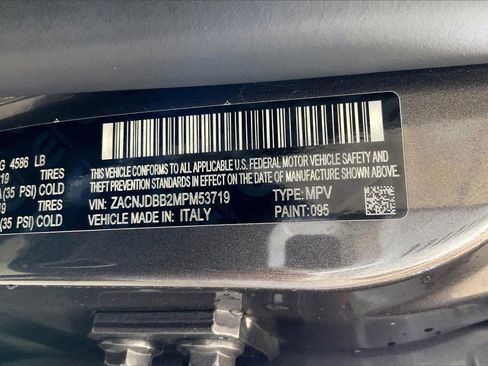 G 4586 LB
19 TIRES
(35 PSI) COLD
9 TIRES
35 PSI) COLD
THIS VEHICLE CONFORMS TO ALL APPLICABLE U.S. FEDERAL MOTOR VEHICLE SAFETY AND
THEFT PREVENTION STANDARDS IN EFFECT ON THE DATE OF MANUFACTURE SHOWN ABOVE.
VIN: ZACNJDBB2MPM53719 TYPE: MPV
VEHICLE MADE IN: ITALY PAINT: 095